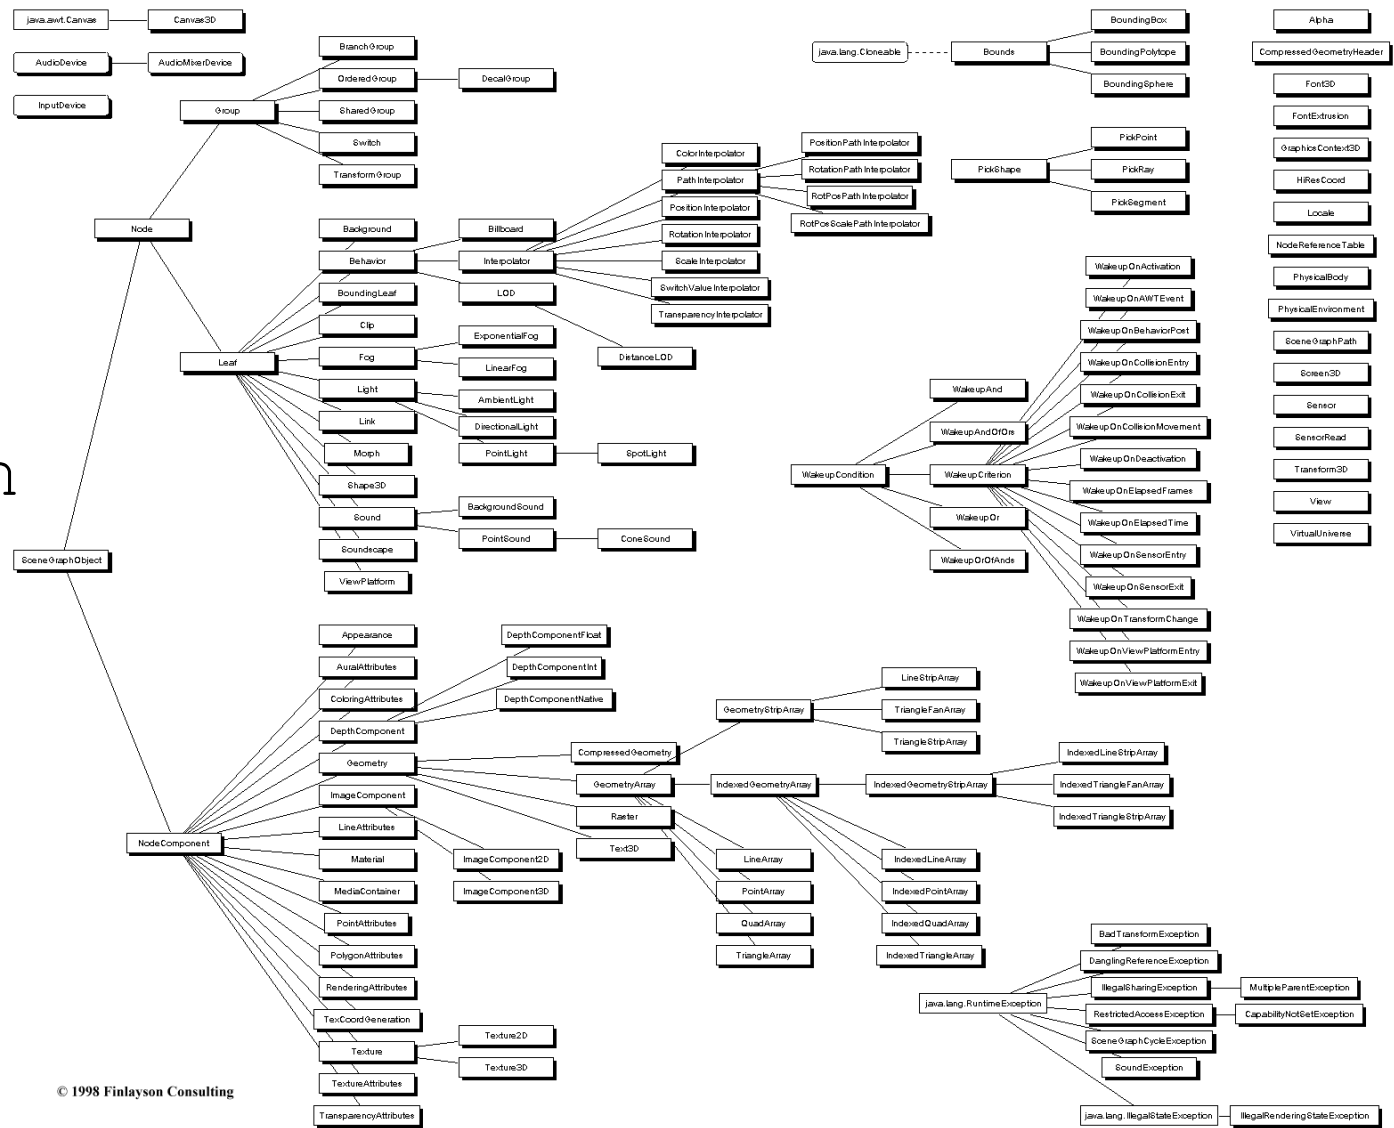 java.awt.Canvas
Canvas3D
AudioDevice
AudioMixerDevice
InputDevice
BranchGroup
OrderedGroup
DecalGroup
Group
SharedGroup
Switch
TransformGroup
Node
Background
Behavior
BoundingLeaf
Clip
Leaf
Fog
Light
Link
Morph
Shape3D
Sound
Soundscape
ViewPlatform
Billboard
Interpolator
LOD
ExponentialFog
LinearFog
AmbientLight
DirectionalLight
PointLight
SpotLight
BackgroundSound
PointSound
ConeSound
DistanceLOD
ColorInterpolator
PathInterpolator
PositionInterpolator
RotationInterpolator
ScaleInterpolator
SwitchValueInterpolator
TransparencyInterpolator
PositionPathInterpolator
RotationPathInterpolator
RotPosPathInterpolator
RotPosScalePathInterpolator
SceneGraphObject
NodeComponent
Appearance
AuralAttributes
ColoringAttributes
DepthComponent
Geometry
ImageComponent
LineAttributes
Material
MediaContainer
PointAttributes
PolygonAttributes
RenderingAttributes
TexCoordGeneration
Texture
TextureAttributes
TransparencyAttributes
DepthComponentFloat
DepthComponentInt
DepthComponentNative
ImageComponent2D
ImageComponent3D
Texture2D
Texture3D
CompressedGeometry
GeometryArray
Raster
Text3D
GeometryStripArray
IndexedGeometryArray
LineArray
PointArray
QuadArray
TriangleArray
LineStripArray
TriangleFanArray
TriangleStripArray
IndexedGeometryStripArray
IndexedLineArray
IndexedPointArray
IndexedQuadArray
IndexedTriangleArray
IndexedLineStripArray
IndexedTriangleFanArray
IndexedTriangleStripArray
java.lang.Cloneable
Bounds
BoundingBox
BoundingPolytope
BoundingSphere
PickShape
PickPoint
PickRay
PickSegment
WakeupCondition
WakeupAnd
WakeupAndOfOrs
WakeupCriterion
WakeupOr
WakeupOrOfAnds
WakeupOnActivation
WakeupOnAWTEvent
WakeupOnBehaviorPost
WakeupOnCollisionEntry
WakeupOnCollisionExit
WakeupOnCollisionMovement
WakeupOnDeactivation
WakeupOnElapsedFrames
WakeupOnElapsedTime
WakeupOnSensorEntry
WakeupOnSensorExit
WakeupOnTransformChange
WakeupOnViewPlatformEntry
WakeupOnViewPlatformExit
Alpha
CompressedGeometryHeader
Font3D
FontExtrusion
GraphicsContext3D
HiResCoord
Locale
NodeReferenceTable
PhysicalBody
PhysicalEnvironment
SceneGraphPath
Screen3D
Sensor
SensorRead
Transform3D
View
VirtualUniverse
java.lang.RuntimeException
BadTransformException
DanglingReferenceException
IllegalSharingException
MultipleParentException
RestrictedAccessException
CapabilityNotSetException
SceneGraphCycleException
SoundException
java.lang.IllegalStateException
IllegalRenderingStateException
© 1998 Finlayson Consulting